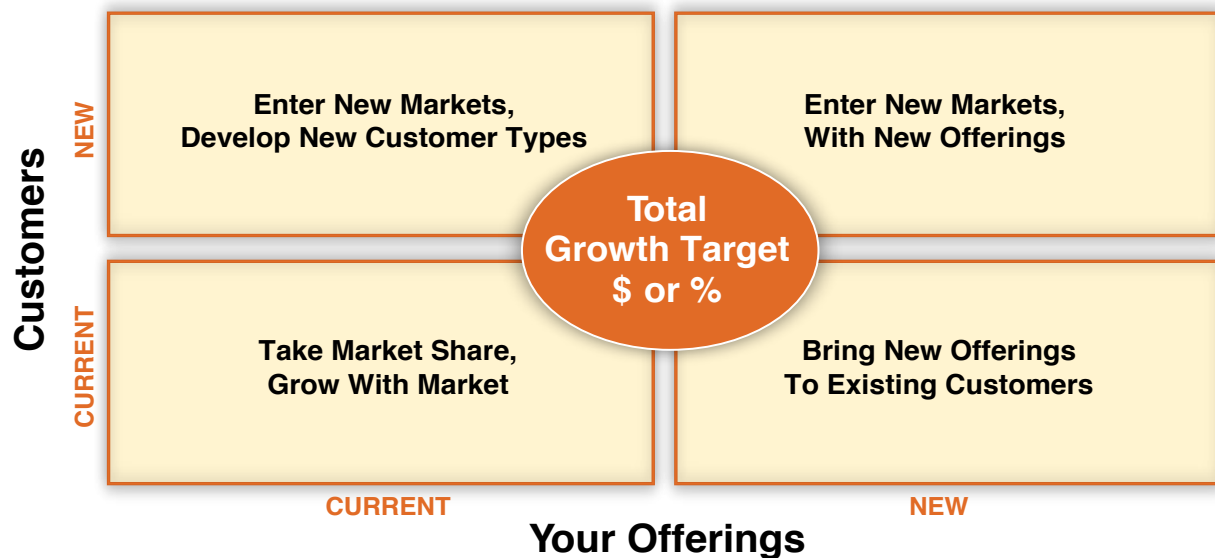 Customers
NEW
CURRENT
Enter New Markets,
Develop New Customer Types
Enter New Markets,
With New Offerings
Total
Growth Target
$ or %
Take Market Share,
Grow With Market
Bring New Offerings
To Existing Customers
CURRENT
NEW
Your Offerings